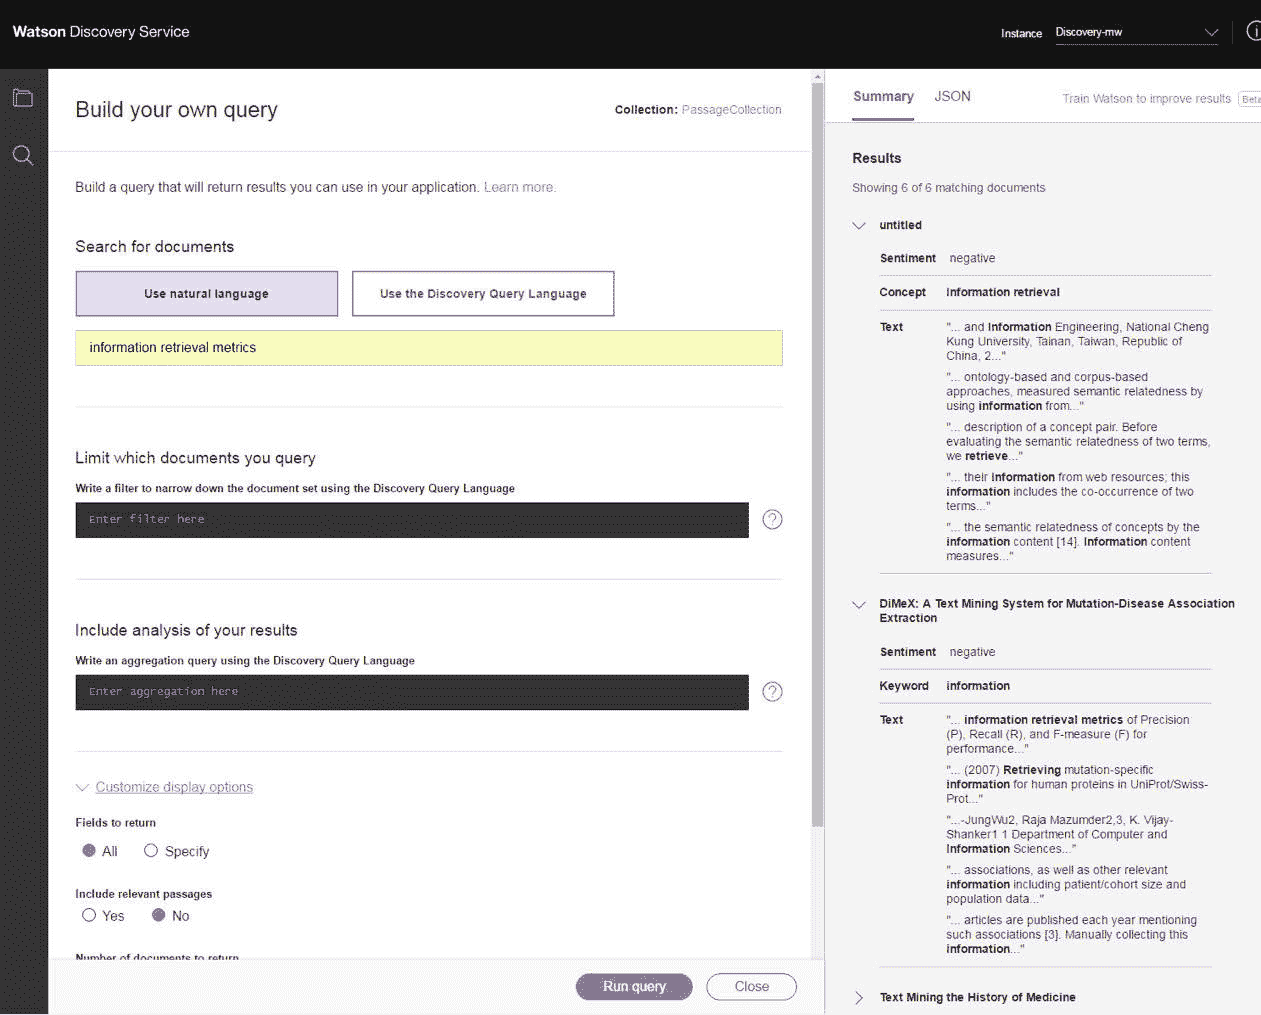 Watson Discovery Service
Instance
Discovery-mw
Build your own query
Collection: PassageCollection
Build a query that will return results you can use in your application. Learn more.
Search for documents
Use natural language
Use the Discovery Query Language
information retrieval metrics
Limit which documents you query
Write a filter to narrow down the document set using the Discovery Query Language
Enter filter here
?
Include analysis of your results
Write an aggregation query using the Discovery Query Language
Enter aggregation here
?
Customize display options
Fields to return
All
Specify
Include relevant passages
Yes
No
Number of documents to return
Run query
Close
Summary
JSON
Train Watson to improve results
Beta
Results
Showing 6 of 6 matching documents
untitled
Sentiment negative
Concept Information retrieval
Text "... and Information Engineering, National Cheng
Kung University, Tainan, Taiwan, Republic of
China, 2..."
"... ontology-based and corpus-based
approaches, measured semantic relatedness by
using information from..."
"... description of a concept pair. Before
evaluating the semantic relatedness of two terms,
we retrieve..."
"... their Information from web resources; this
information includes the co-occurrence of two
terms..."
"... the semantic relatedness of concepts by the
information content [14]. Information content
measures..."
DiMeX: A Text Mining System for Mutation-Disease Association
Extraction
Sentiment negative
Keyword information
Text "... information retrieval metrics of Precision
(P), Recall (R), and F-measure (F) for
performance..."
"... (2007) Retrieving mutation-specific
information for human proteins in UniProt/Swiss-
Prot..."
"...-JungWu2, Raja Mazumder2,3, K. Vijay-
Shanker1 1 Department of Computer and
Information Sciences..."
"... associations, as well as other relevant
information including patient/cohort size and
population data..."
"... articles are published each year mentioning
such associations [3]. Manually collecting this
information..."
Text Mining the History of Medicine